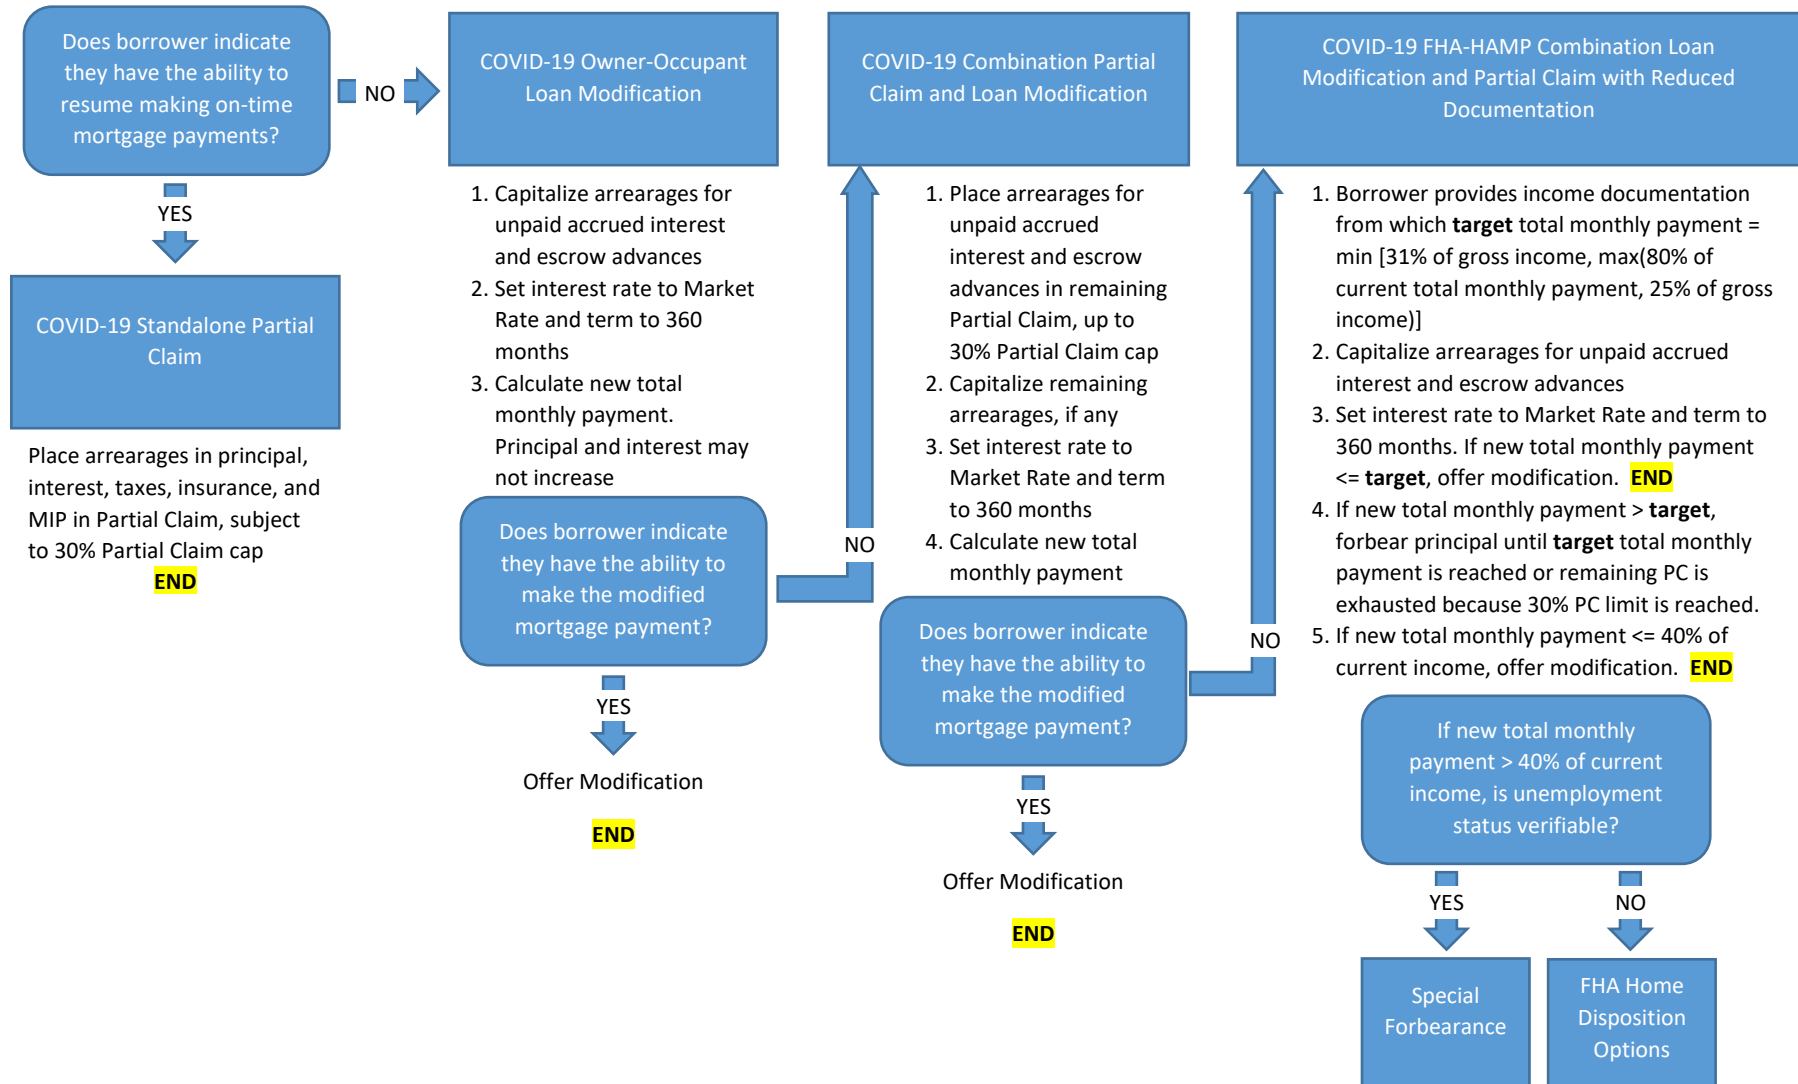 Does borrower indicate
they have the ability to
resume making on-time
mortgage payments?
NO
YES
COVID-19 Standalone Partial
Claim
Place arrearages in principal,
interest, taxes, insurance, and
MIP in Partial Claim, subject
to 30% Partial Claim cap
END
COVID-19 Owner-Occupant
Loan Modification
1. Capitalize arrearages for
unpaid accrued interest
and escrow advances
2. Set interest rate to Market
Rate and term to 360
months
3. Calculate new total
monthly payment.
Principal and interest may
not increase
Does borrower indicate
they have the ability to
make the modified
mortgage payment?
NO
YES
Offer Modification
END
COVID-19 Combination Partial
Claim and Loan Modification
1. Place arrearages for
unpaid accrued
interest and escrow
advances in remaining
Partial Claim, up to
30% Partial Claim cap
2. Capitalize remaining
arrearages, if any
3. Set interest rate to
Market Rate and term
to 360 months
4. Calculate new total
monthly payment
Does borrower indicate
they have the ability to
make the modified
mortgage payment?
NO
YES
Offer Modification
END
COVID-19 FHA-HAMP Combination Loan
Modification and Partial Claim with Reduced
Documentation
1. Borrower provides income documentation
from which target total monthly payment =
min [31% of gross income, max(80% of
current total monthly payment, 25% of gross
income)]
2. Capitalize arrearages for unpaid accrued
interest and escrow advances
3. Set interest rate to Market Rate and term to
360 months. If new total monthly payment
<= target, offer modification. END
4. If new total monthly payment > target,
forbear principal until target total monthly
payment is reached or remaining PC is
exhausted because 30% PC limit is reached.
5. If new total monthly payment <= 40% of
current income, offer modification. END
If new total monthly
payment > 40% of current
income, is unemployment
status verifiable?
YES
NO
Special
Forbearance
FHA Home
Disposition
Options